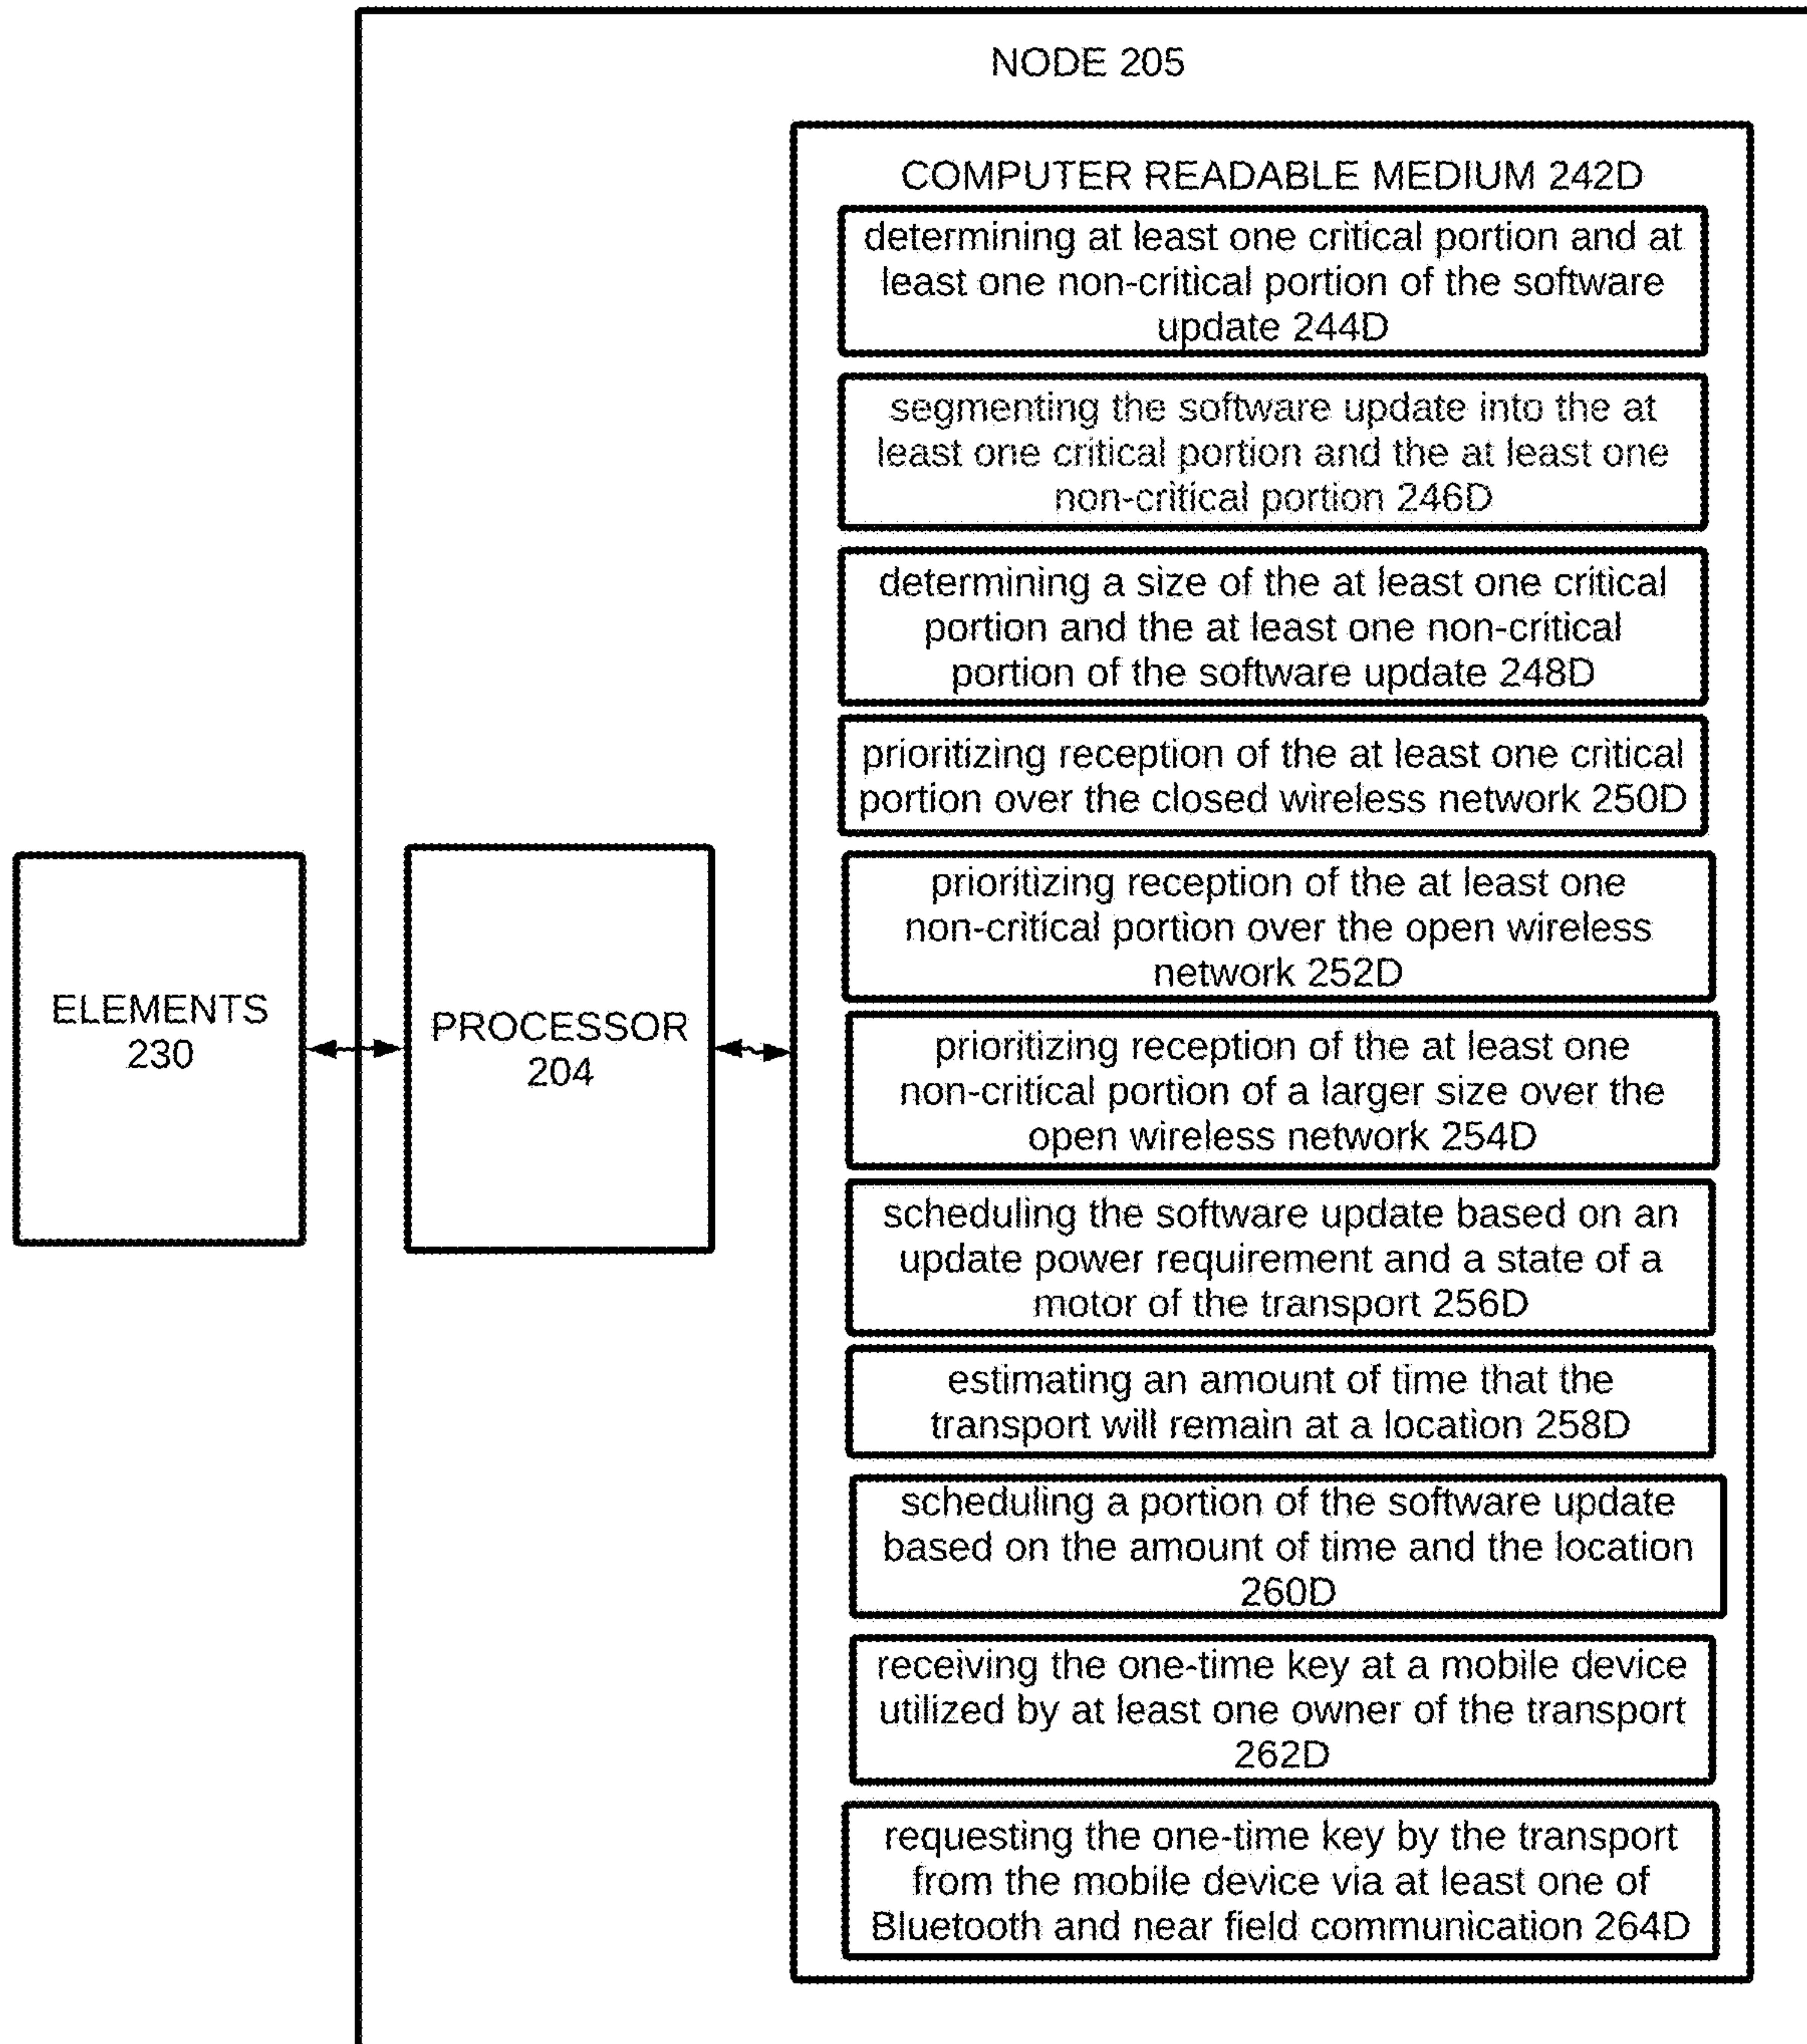 NODE 205
COMPUTER READABLE MEDIUM 242D
determining at least one critical portion and at
least one non-critical portion of the software
update 244D
segmenting the software update into the at
least one critical portion and the at least one
non-critical portion 246D
determining a size of the at least one critical
portion and the at least one non-critical
portion of the software update 248D
prioritizing reception of the at least one critical
portion over the closed wireless network 250D
prioritizing reception of the at least one
non-critical portion over the open wireless
network 252D
prioritizing reception of the at least one
non-critical portion of a larger size over the
open wireless network 254D
scheduling the software update based on an
update power requirement and a state of a
motor of the transport 256D
estimating an amount of time that the
transport will remain at a location 258D
scheduling a portion of the software update
based on the amount of time and the location
260D
receiving the one-time key at a mobile device
utilized by at least one owner of the transport
262D
requesting the one-time key by the transport
from the mobile device via at least one of
Bluetooth and near field communication 264D
ELEMENTS
230
PROCESSOR
204